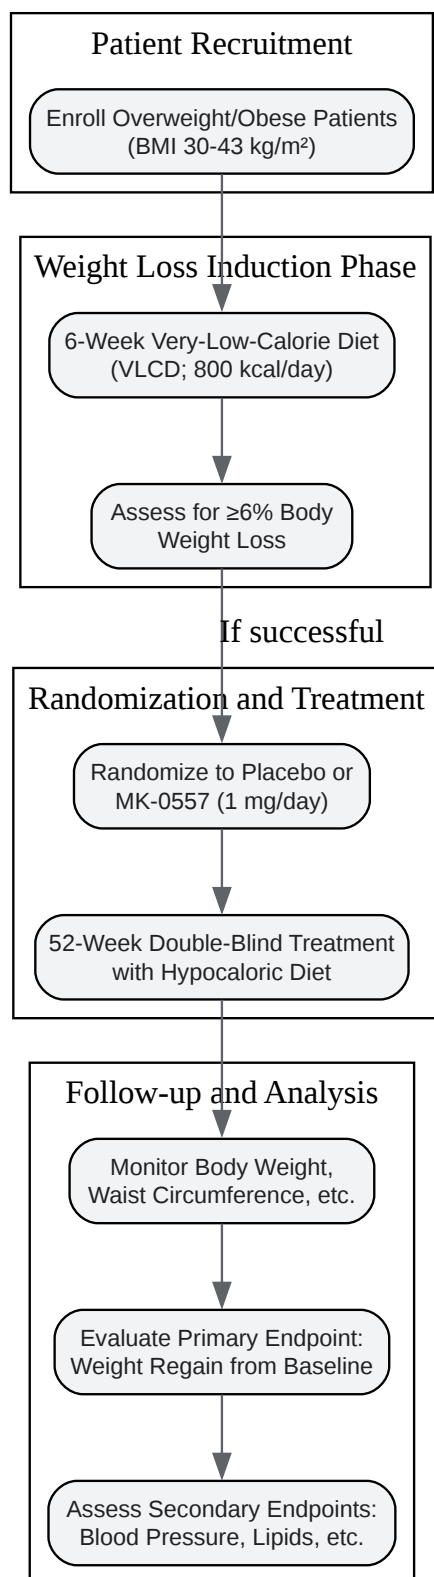 Patient Recruitment
Enroll Overweight/Obese Patients
(BMI 30-43 kg/m²)
Weight Loss Induction Phase
6-Week Very-Low-Calorie Diet
(VLCD; 800 kcal/day)
Assess for ≥6% Body
Weight Loss
If successful
Randomization and Treatment
Randomize to Placebo or
MK-0557 (1 mg/day)
52-Week Double-Blind Treatment
with Hypocaloric Diet
Follow-up and Analysis
Monitor Body Weight,
Waist Circumference, etc.
Evaluate Primary Endpoint:
Weight Regain from Baseline
Assess Secondary Endpoints:
Blood Pressure, Lipids, etc.